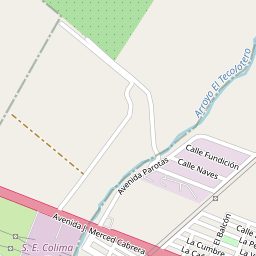 Arroyo El Tecolotero
Calle Fundición
Avenida Parotas
Calle Naves
Avenida J. Merced Cabrera
S. E. Colima
El Balcón
La Cumbre
La Pe
La V
La Ca